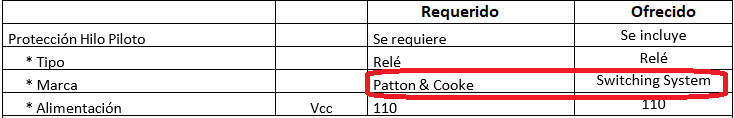 Requerido Ofrecido
Protección Hilo Piloto Se requiere Se incluye
* Tipo Relé Relé
* Marca Patton & Cooke Switching System
* Alimentación Vcc 110 110